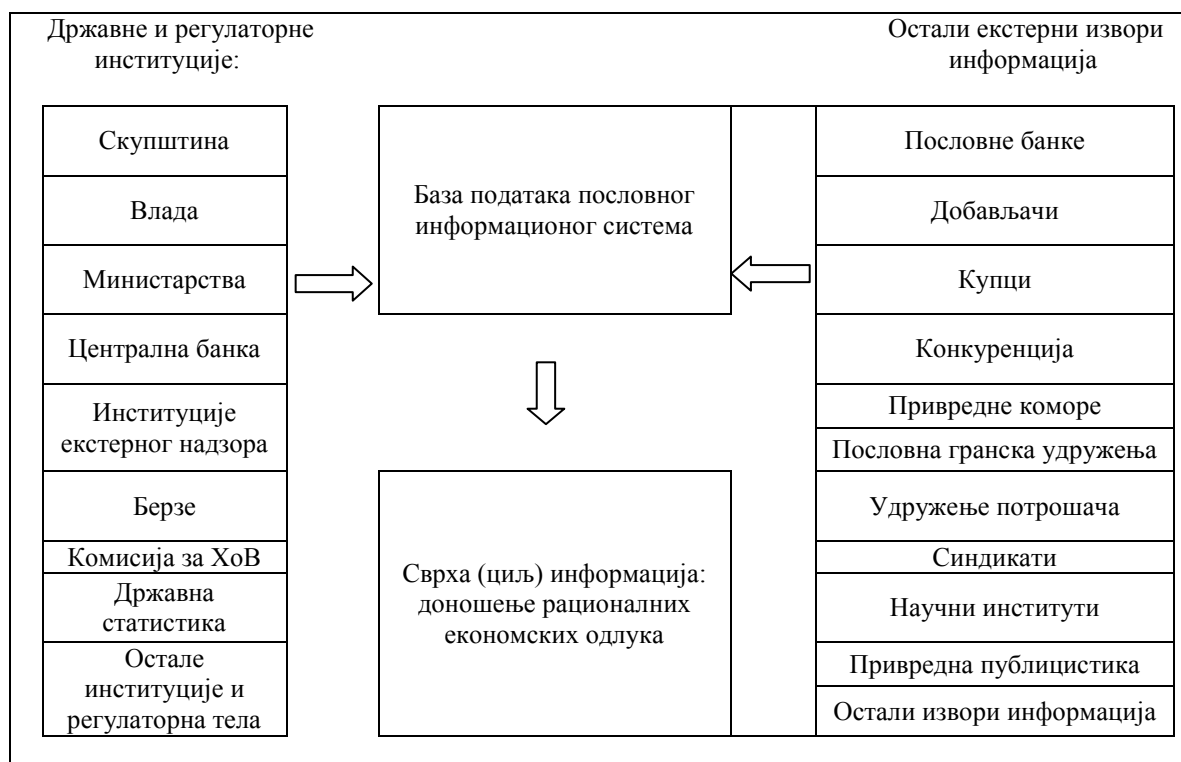 Државне и регулаторне
институције:
Скупштина
Влада
Министарства
Централна банка
Институције
екстерног надзора
Берзе
Комисија за ХоВ
Државна
статистика
Остале
институције и
регулаторна тела
База података пословног
информационог система
Сврха (циљ) информација:
доношење рационалних
економских одлука
Остали екстерни извори
информација
Пословне банке
Добављачи
Купци
Конкуренција
Привредне коморе
Пословна гранска удружења
Удружење потрошача
Синдикати
Научни институти
Привредна публицистика
Остали извори информација